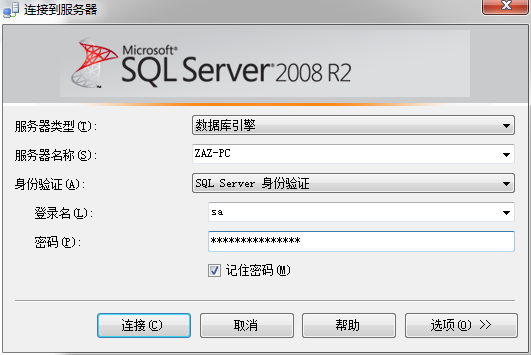 连接到服务器
Microsoft®
SQL Server® 2008 R2
服务器类型(T): 数据库引擎
服务器名称(S): ZAZ-PC
身份验证(A): SQL Server 身份验证
登录名(L): sa
密码(P): ***************
记住密码(M)
连接(C) 取消 帮助 选项(O) >>